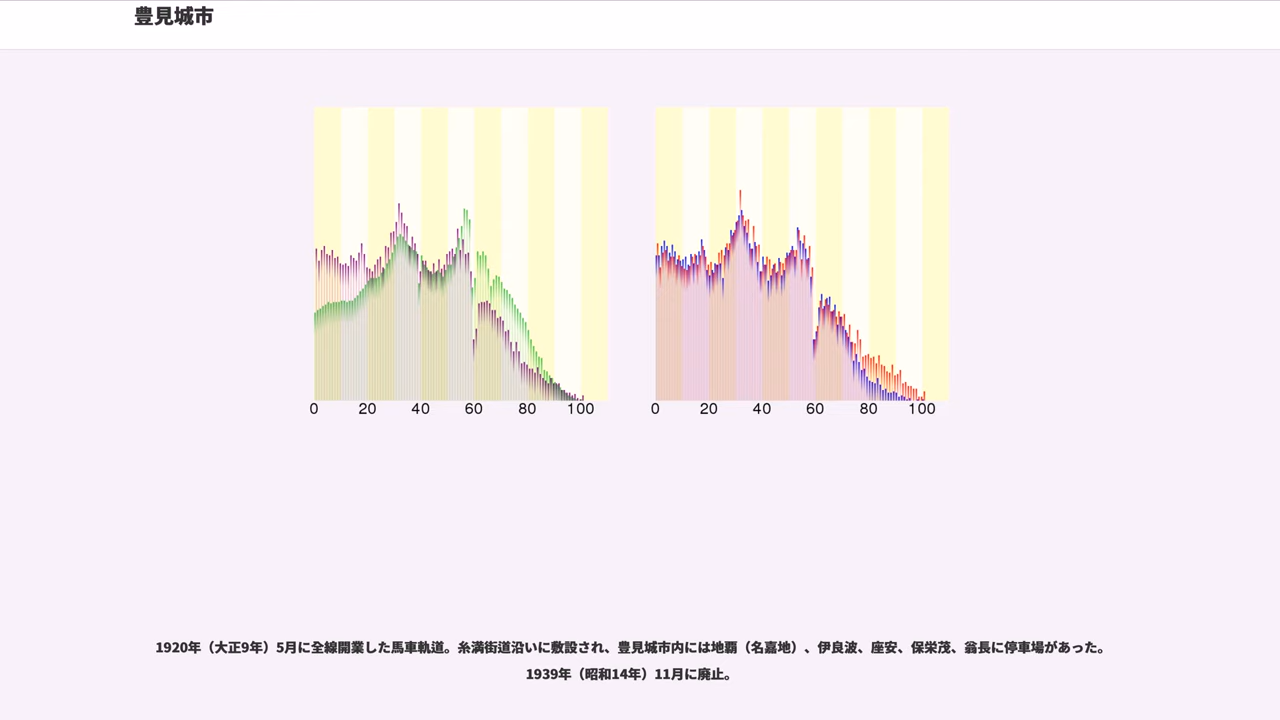 豊見城市
0 20 40 60 80 100
0 20 40 60 80 100
1920年（大正9年）5月に全線開業した馬車軌道。糸満街道沿いに敷設され、豊見城市内には地覇（名嘉地）、伊良波、座安、保栄茂、翁長に停車場があった。
1939年（昭和14年）11月に廃止。